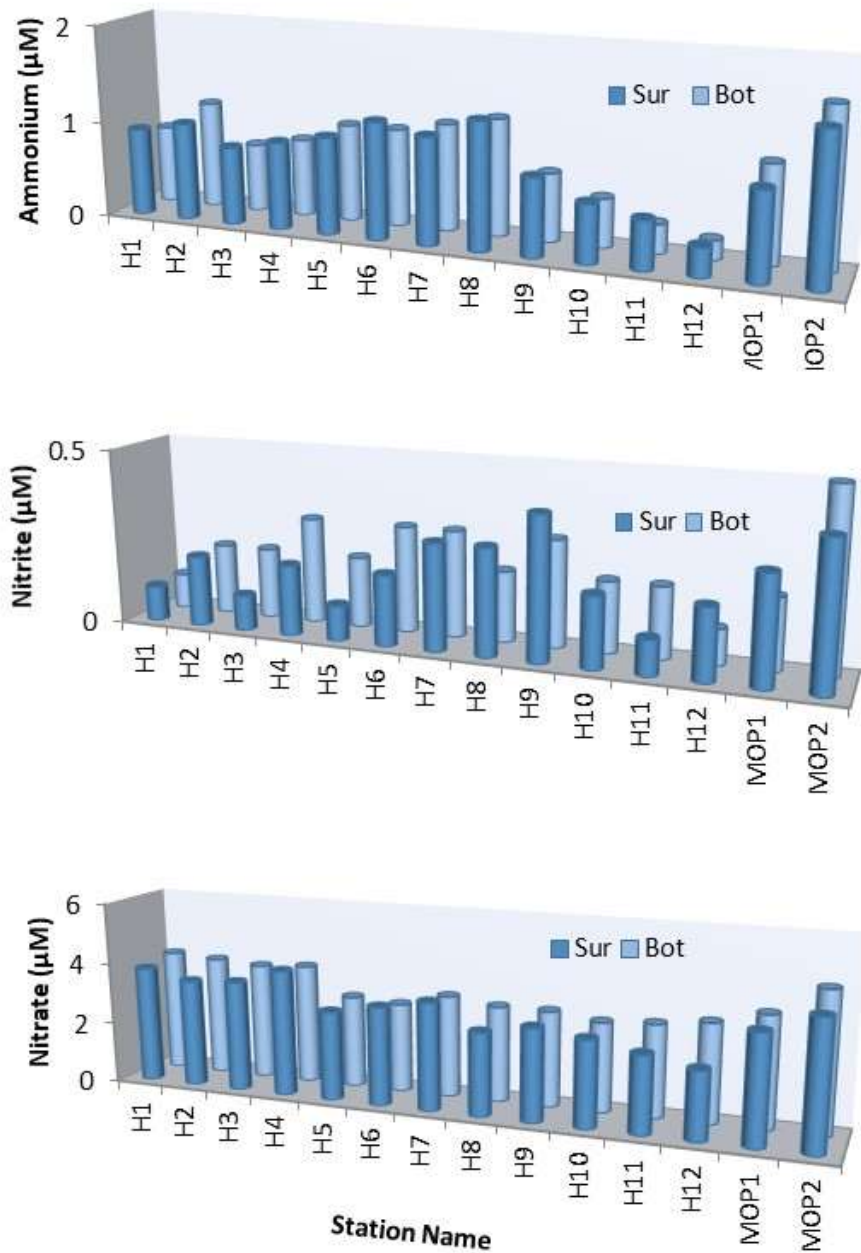 Ammonium (µM)
2
1
0
Sur Bot
H1 H2 H3 H4 H5 H6 H7 H8 H9 H10 H11 H12 MOP1 IOP2
Nitrite (µM)
0.5
0
Sur Bot
H1 H2 H3 H4 H5 H6 H7 H8 H9 H10 H11 H12 MOP1 MOP2
Nitrate (µM)
6
4
2
0
Sur Bot
H1 H2 H3 H4 H5 H6 H7 H8 H9 H10 H11 H12 MOP1 MOP2
Station Name